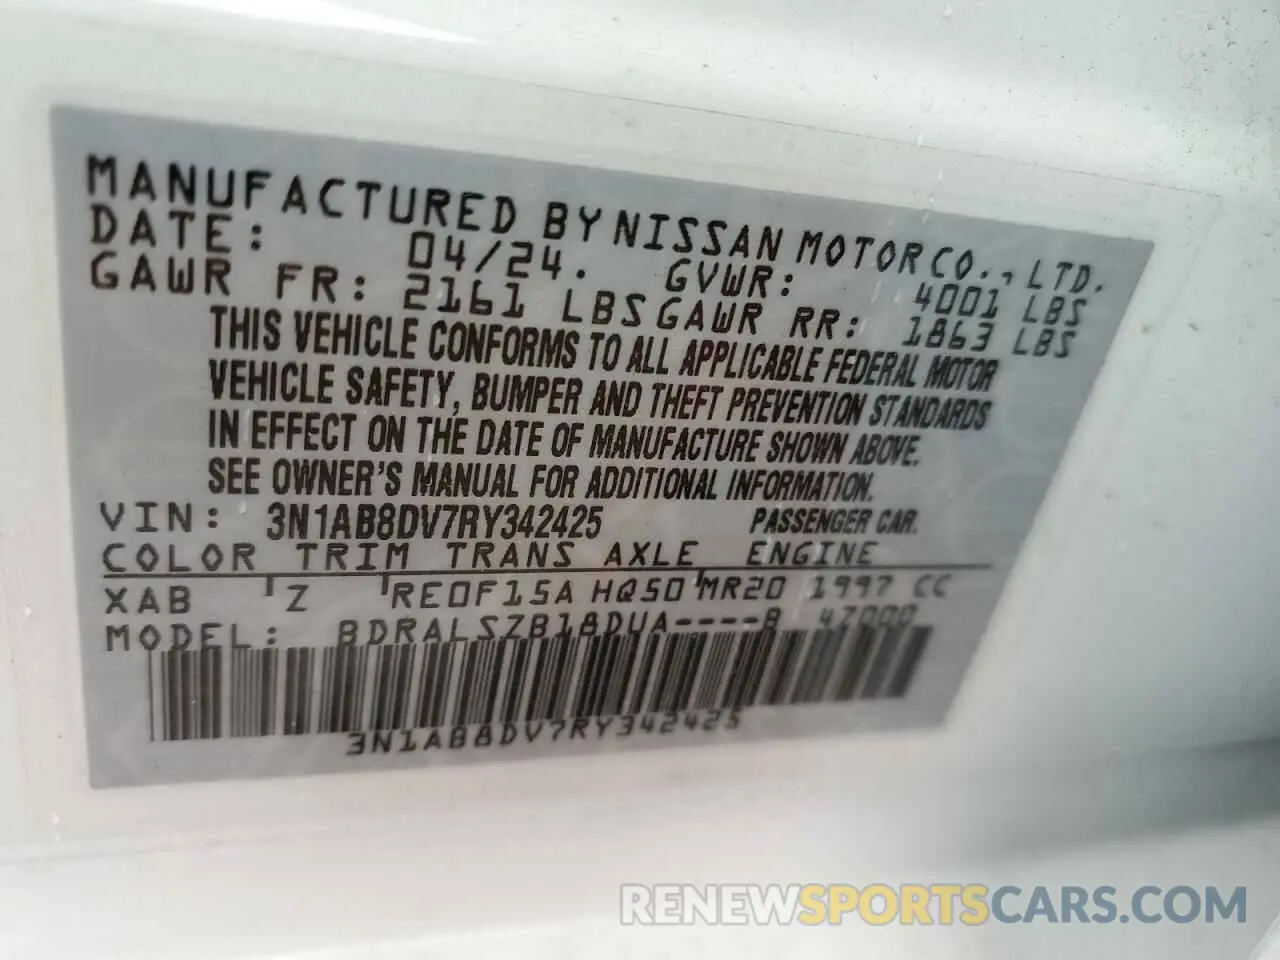 MANUFACTURED BY NISSAN MOTOR CO., LTD.
DATE: 04/24. GVWR: 4001 LBS
GAWR FR: 2161 LBS GAWR RR: 1863 LBS
THIS VEHICLE CONFORMS TO ALL APPLICABLE FEDERAL MOTOR
VEHICLE SAFETY, BUMPER AND THEFT PREVENTION STANDARDS
IN EFFECT ON THE DATE OF MANUFACTURE SHOWN ABOVE.
SEE OWNER'S MANUAL FOR ADDITIONAL INFORMATION.
VIN: 3N1AB8DV7RY342425 PASSENGER CAR.
COLOR TRIM TRANS AXLE ENGINE
XAB Z RE0F15A HQ50 MR20 1997 CC
MODEL: BDRALSZB18DUA----B 47000
3N1AB8DV7RY342425
RENEWSPORTSCARS.COM